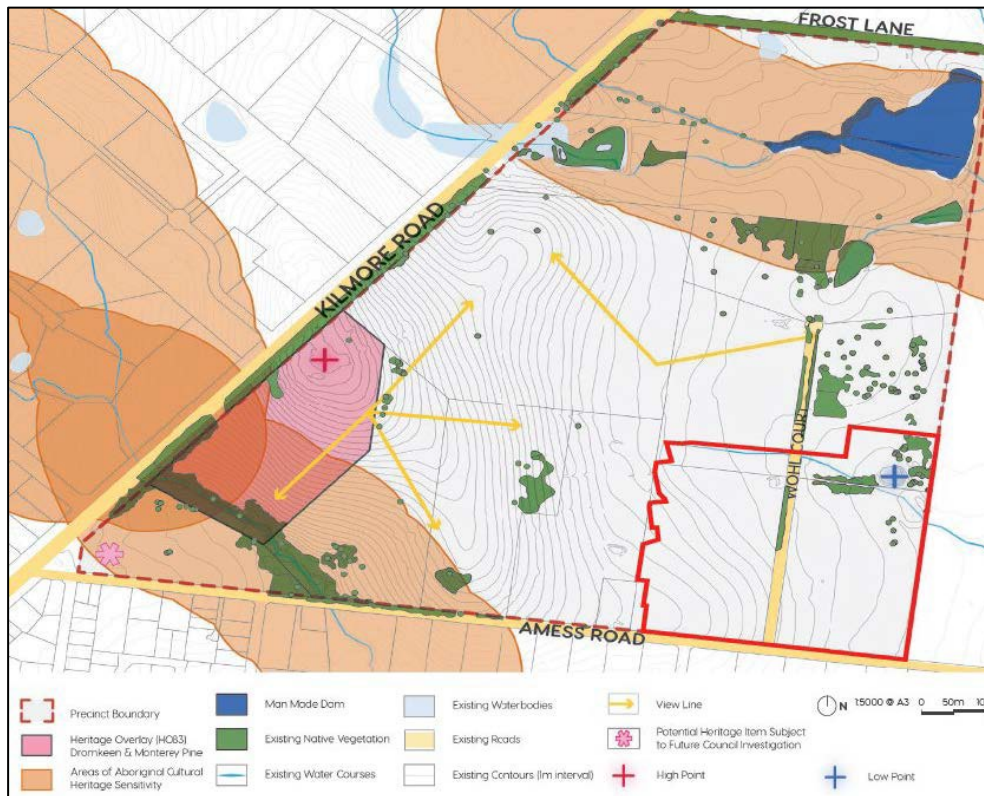 FROST LANE
KILMORE ROAD
WOHL COURT
AMESS ROAD
Precinct Boundary
Heritage Overlay (HO83)
Dromkeen & Monterey Pine
Areas of Aboriginal Cultural
Heritage Sensitivity
Man Made Dam
Existing Native Vegetation
Existing Water Courses
Existing Waterbodies
Existing Roads
Existing Contours (1m interval)
View Line
Potential Heritage Item Subject
to Future Council Investigation
High Point
N 1:5000 @ A3 0 50m 10
Low Point